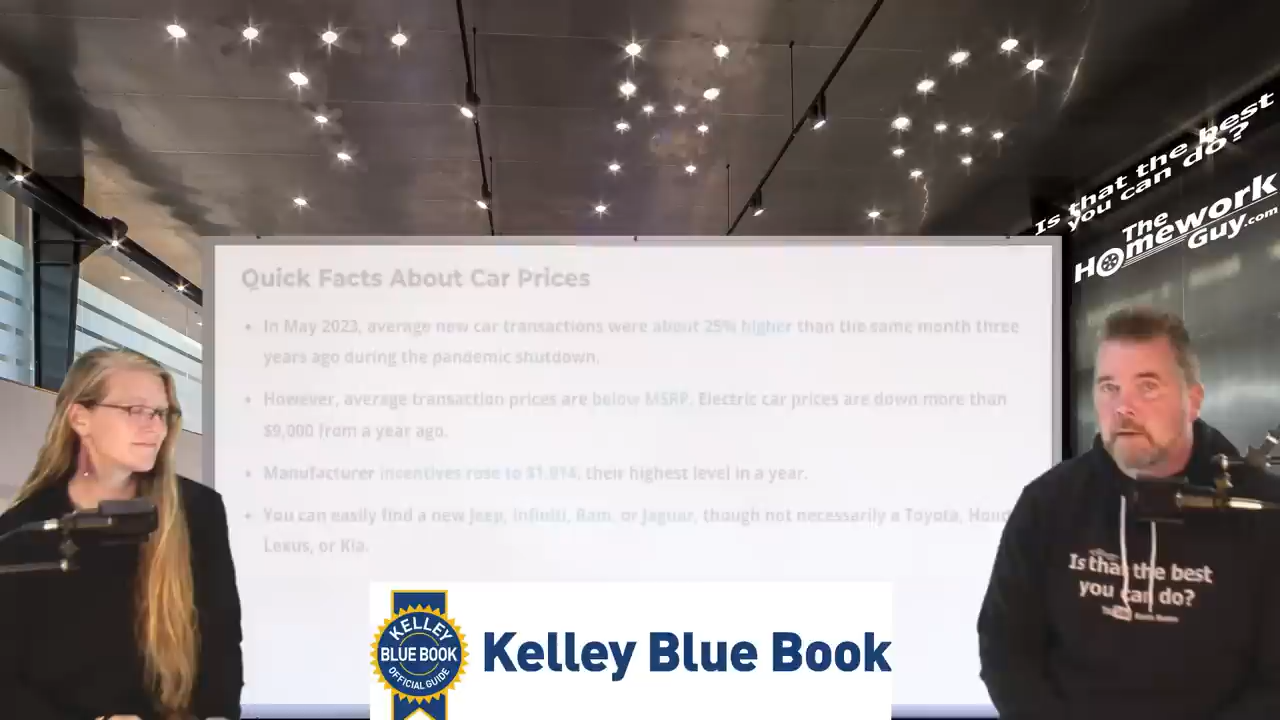 Is that the best
you can do?
The
Homework
Guy.com
Quick Facts About Car Prices
In May 2023, average new car transactions were about 25% higher than the same month three
years ago during the pandemic shutdown.
However, average transaction prices are below MSRP. Electric car prices are down more than
$9,000 from a year ago.
Manufacturer incentives rose to $1,914, their highest level in a year.
You can easily find a new Jeep, Infiniti, Ram, or Jaguar, though not necessarily a Toyota,
Lexus, or Kia.
Is that the best
you can do?
KELLEY
BLUE BOOK
OFFICIAL GUIDE
Kelley Blue Book